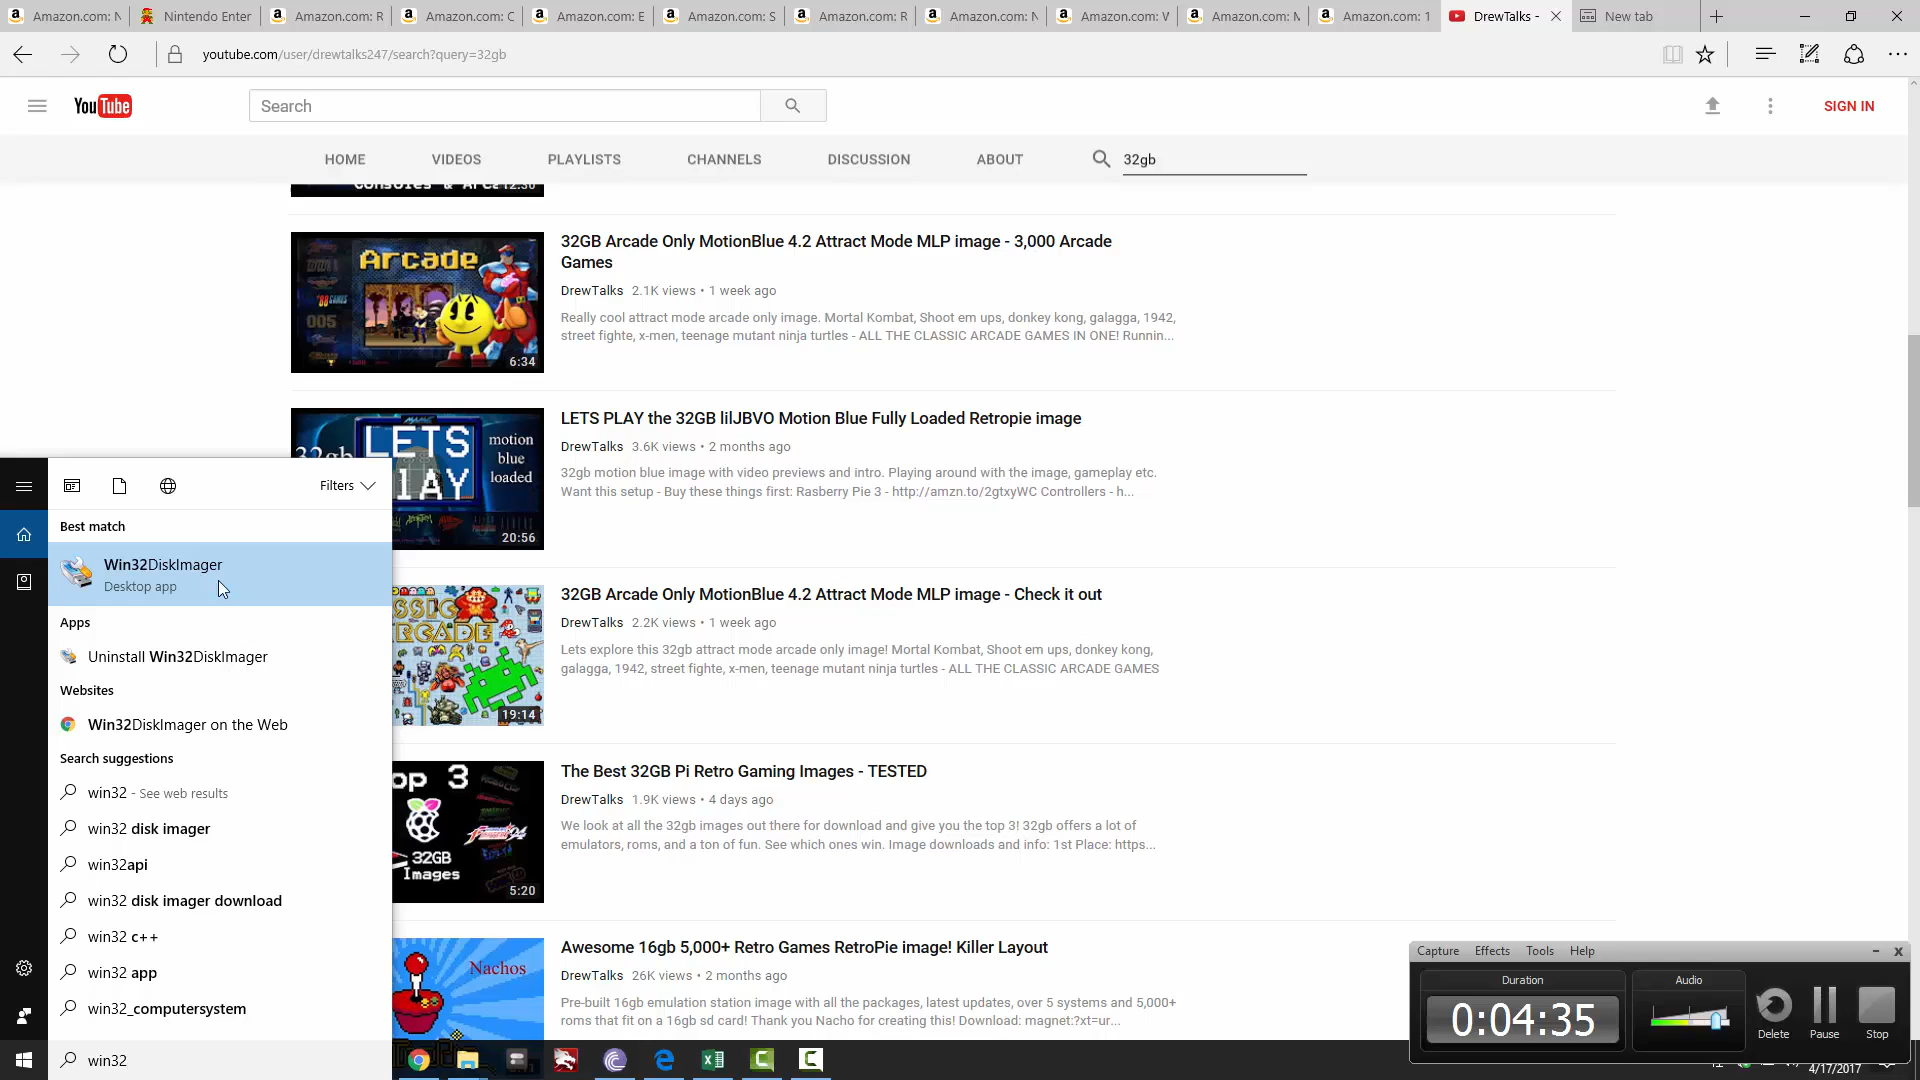 Amazon.com: N
Nintendo Enter
Amazon.com: R
Amazon.com: C
Amazon.com: E
Amazon.com: S
Amazon.com: R
Amazon.com: N
Amazon.com: V
Amazon.com: M
Amazon.com: 1
DrewTalks -
New tab
youtube.com/user/drewtalks247/search?query=32gb
YouTube
Search
SIGN IN
HOME
VIDEOS
PLAYLISTS
CHANNELS
DISCUSSION
ABOUT
32gb
12:30
Arcade
6:34
32GB Arcade Only MotionBlue 4.2 Attract Mode MLP image - 3,000 Arcade
Games
DrewTalks 2.1K views • 1 week ago
Really cool attract mode arcade only image. Mortal Kombat, Shoot em ups, donkey kong, galagga, 1942,
street fighte, x-men, teenage mutant ninja turtles - ALL THE CLASSIC ARCADE GAMES IN ONE! Runnin...
LETS
motion
blue
loaded
20:56
LETS PLAY the 32GB lilJBVO Motion Blue Fully Loaded Retropie image
DrewTalks 3.6K views • 2 months ago
32gb motion blue image with video previews and intro. Playing around with the image, gameplay etc.
Want this setup - Buy these things first: Rasberry Pie 3 - http://amzn.to/2gtxyWC Controllers - h...
19:14
32GB Arcade Only MotionBlue 4.2 Attract Mode MLP image - Check it out
DrewTalks 2.2K views • 1 week ago
Lets explore this 32gb attract mode arcade only image! Mortal Kombat, Shoot em ups, donkey kong,
galagga, 1942, street fighte, x-men, teenage mutant ninja turtles - ALL THE CLASSIC ARCADE GAMES
op 3
32GB
Images
5:20
The Best 32GB Pi Retro Gaming Images - TESTED
DrewTalks 1.9K views • 4 days ago
We look at all the 32gb images out there for download and give you the top 3! 32gb offers a lot of
emulators, roms, and a ton of fun. See which ones win. Image downloads and info: 1st Place: https...
Nachos
Awesome 16gb 5,000+ Retro Games RetroPie image! Killer Layout
DrewTalks 26K views • 2 months ago
Pre-built 16gb emulation station image with all the packages, latest updates, over 5 systems and 5,000+
roms that fit on a 16gb sd card! Thank you Nacho for creating this! Download: magnet:?xt=ur...
Filters
Best match
Win32DiskImager
Desktop app
Apps
Uninstall Win32DiskImager
Websites
Win32DiskImager on the Web
Search suggestions
win32 - See web results
win32 disk imager
win32api
win32 disk imager download
win32 c++
win32 app
win32_computersystem
win32
Capture Effects Tools Help
Duration
0:04:35
Audio
Delete
Pause
Stop
4/17/2017